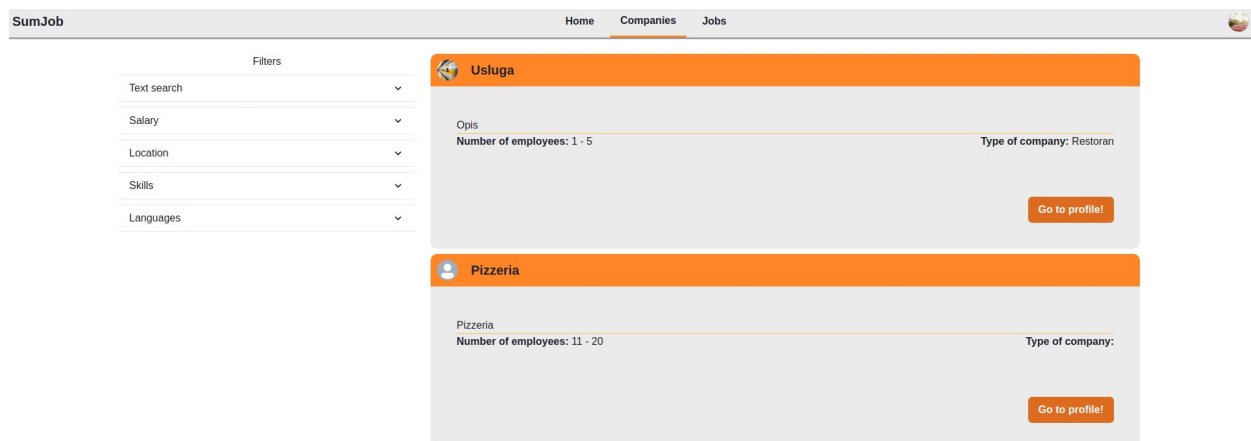 SumJob Home Companies Jobs
Filters
Text search
Salary
Location
Skills
Languages
Usluga
Opis
Number of employees: 1 - 5 Type of company: Restoran
Go to profile!
Pizzeria
Pizzeria
Number of employees: 11 - 20 Type of company:
Go to profile!